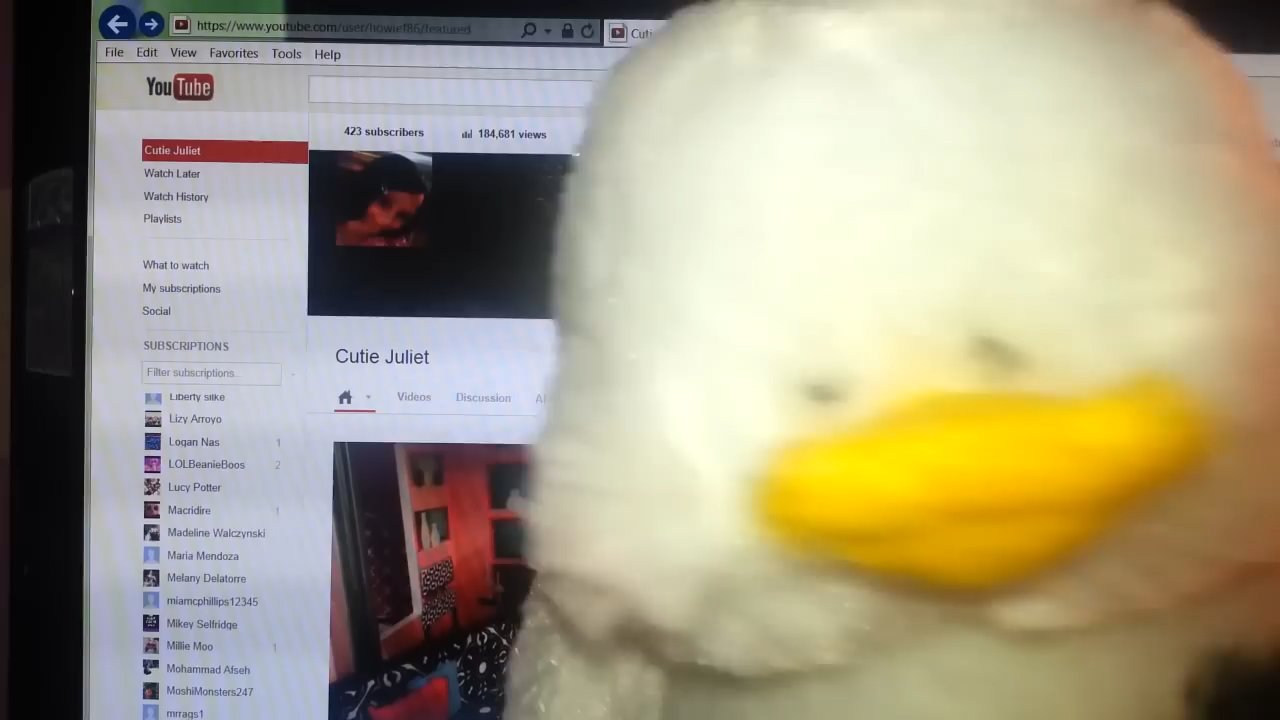 https://www.youtube.com/user/howief86/featured
Cuti
File Edit View Favorites Tools Help
YouTube
423 subscribers 184,681 views
Cutie Juliet
Watch Later
Watch History
Playlists
What to watch
My subscriptions
Social
SUBSCRIPTIONS
Filter subscriptions...
Cutie Juliet
Videos Discussion
Liberty silke
Lizy Arroyo
Logan Nas 1
LOLBeanieBoos 2
Lucy Potter
Macridire 1
Madeline Walczynski
Maria Mendoza
Melany Delatorre
miamcphillips12345
Mikey Selfridge
Millie Moo 1
Mohammad Afseh
MoshiMonsters247
mrrags1